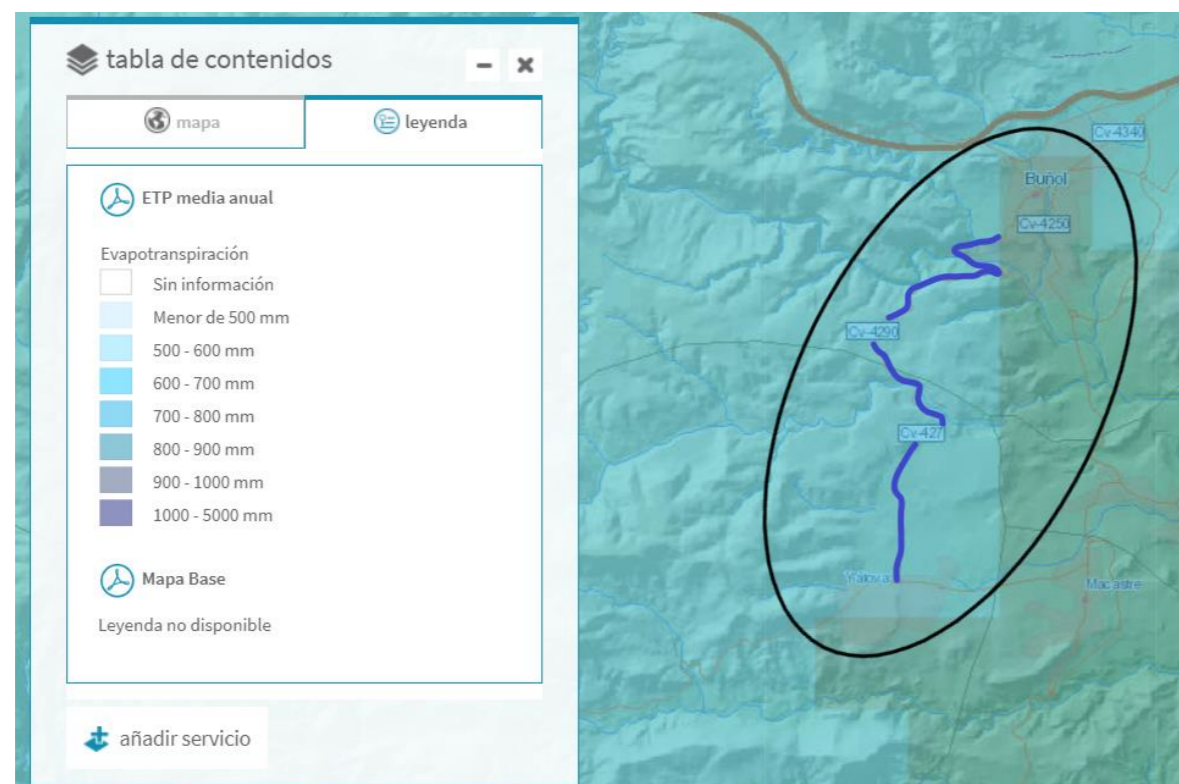 tabla de contenidos
mapa
leyenda
ETP media anual
Evapotranspiración
Sin información
Menor de 500 mm
500 - 600 mm
600 - 700 mm
700 - 800 mm
800 - 900 mm
900 - 1000 mm
1000 - 5000 mm
Mapa Base
Leyenda no disponible
añadir servicio
Cv-4340
Buñol
Cv-4250
Cv-4290
Cv-427
Macastre